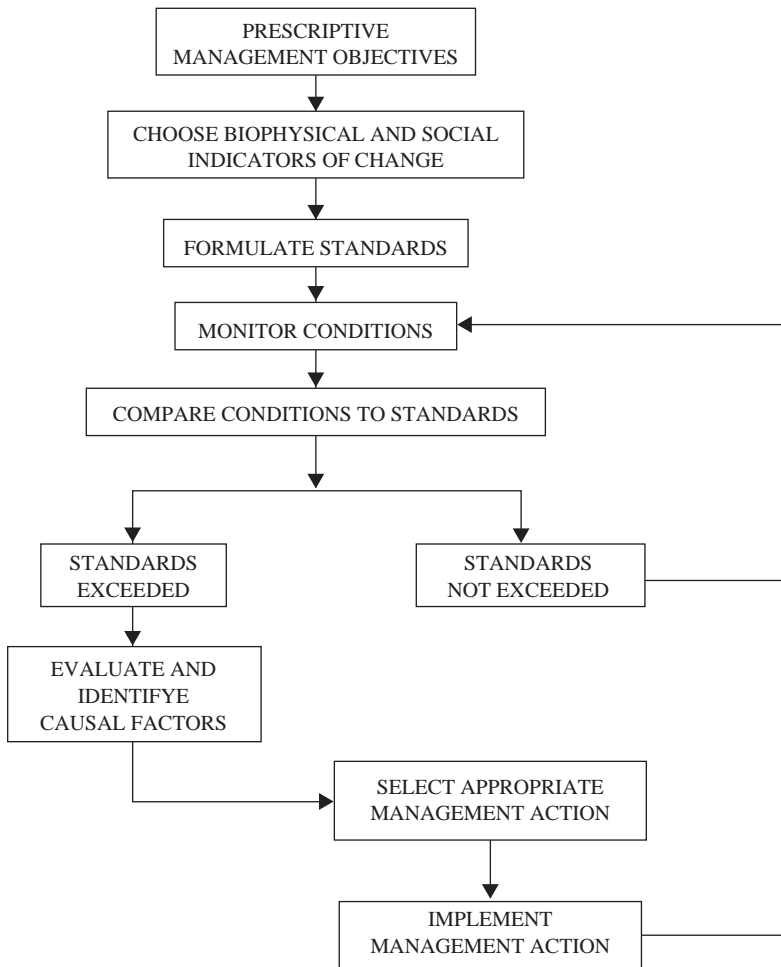 PRESCRIPTIVE
MANAGEMENT OBJECTIVES
CHOOSE BIOPHYSICAL AND SOCIAL
INDICATORS OF CHANGE
FORMULATE STANDARDS
MONITOR CONDITIONS
COMPARE CONDITIONS TO STANDARDS
STANDARDS
EXCEEDED
STANDARDS
NOT EXCEEDED
EVALUATE AND
IDENTIFYE
CAUSAL FACTORS
SELECT APPROPRIATE
MANAGEMENT ACTION
IMPLEMENT
MANAGEMENT ACTION